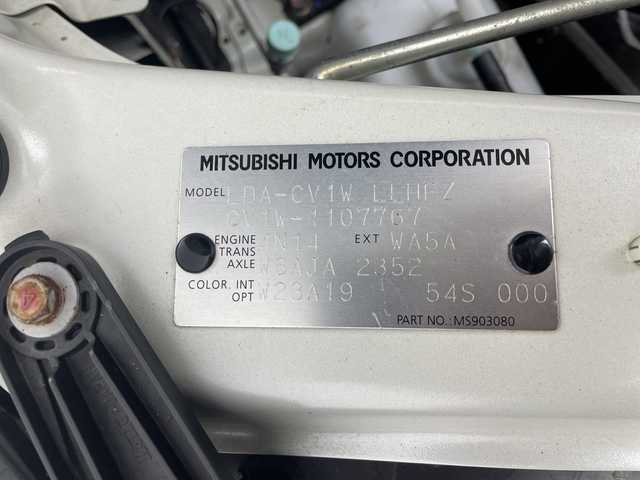 MITSUBISHI MOTORS CORPORATION
MODEL LDA-CV1W LLHFZ
CV1W-1107767
ENGINE 4N14 EXT WA5A
TRANS
AXLE W6AJA 2352
COLOR. INT W23A19 54S 000
OPT
PART NO.: MS903080